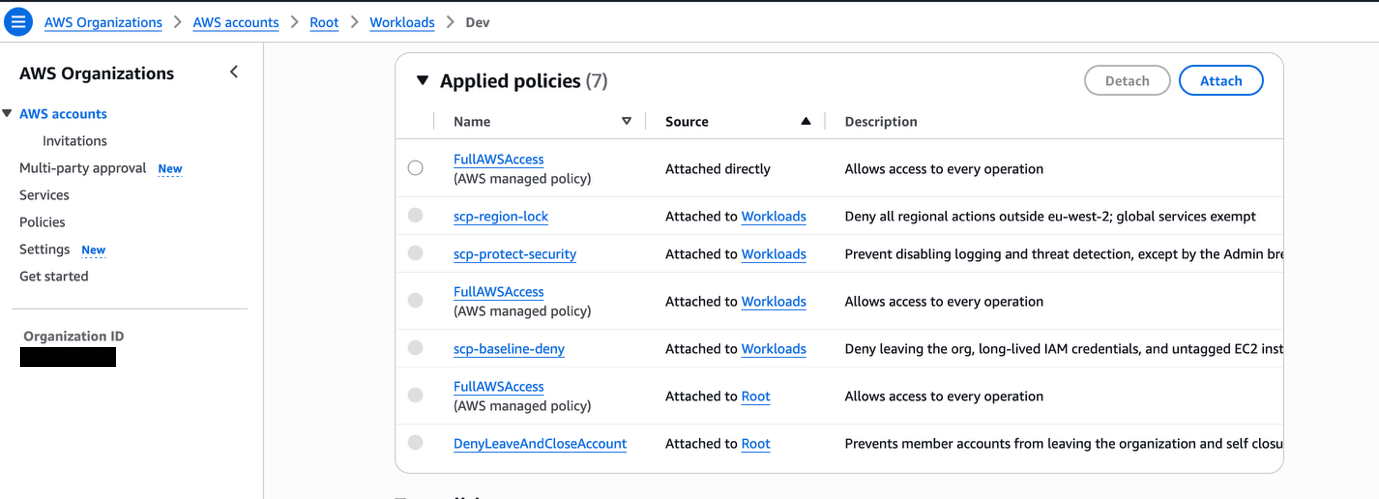 AWS Organizations > AWS accounts > Root > Workloads > Dev
AWS Organizations
AWS accounts
Invitations
Multi-party approval New
Services
Policies
Settings New
Get started
Organization ID
Applied policies (7)
Detach
Attach
Name Source Description
FullAWSAccess
(AWS managed policy)
Attached directly
Allows access to every operation
scp-region-lock Attached to Workloads Deny all regional actions outside eu-west-2; global services exempt
scp-protect-security Attached to Workloads Prevent disabling logging and threat detection, except by the Admin bre
FullAWSAccess
(AWS managed policy)
Attached to Workloads
Allows access to every operation
scp-baseline-deny Attached to Workloads Deny leaving the org, long-lived IAM credentials, and untagged EC2 inst
FullAWSAccess
(AWS managed policy)
Attached to Root
Allows access to every operation
DenyLeaveAndCloseAccount Attached to Root Prevents member accounts from leaving the organization and self closu